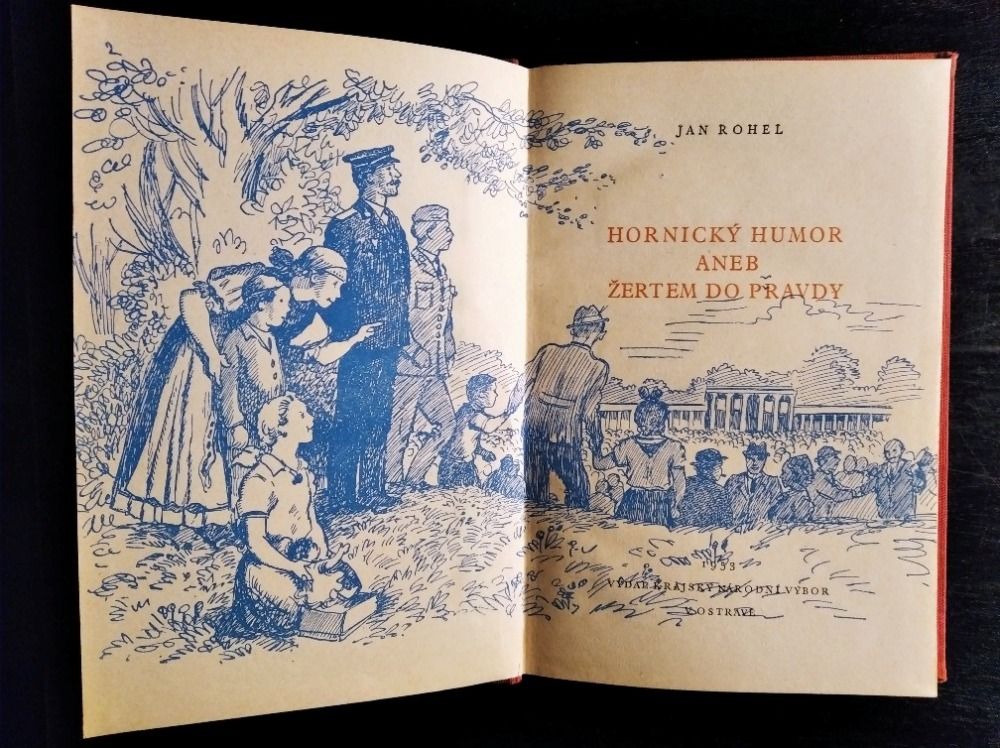 JAN ROHEL
HORNICKÝ HUMOR
ANEB
ŽERTEM DO PRAVDY
1953
VYDAL KRAJSKÝ NÁRODNÍ VÝBOR
V OSTRAVĚ